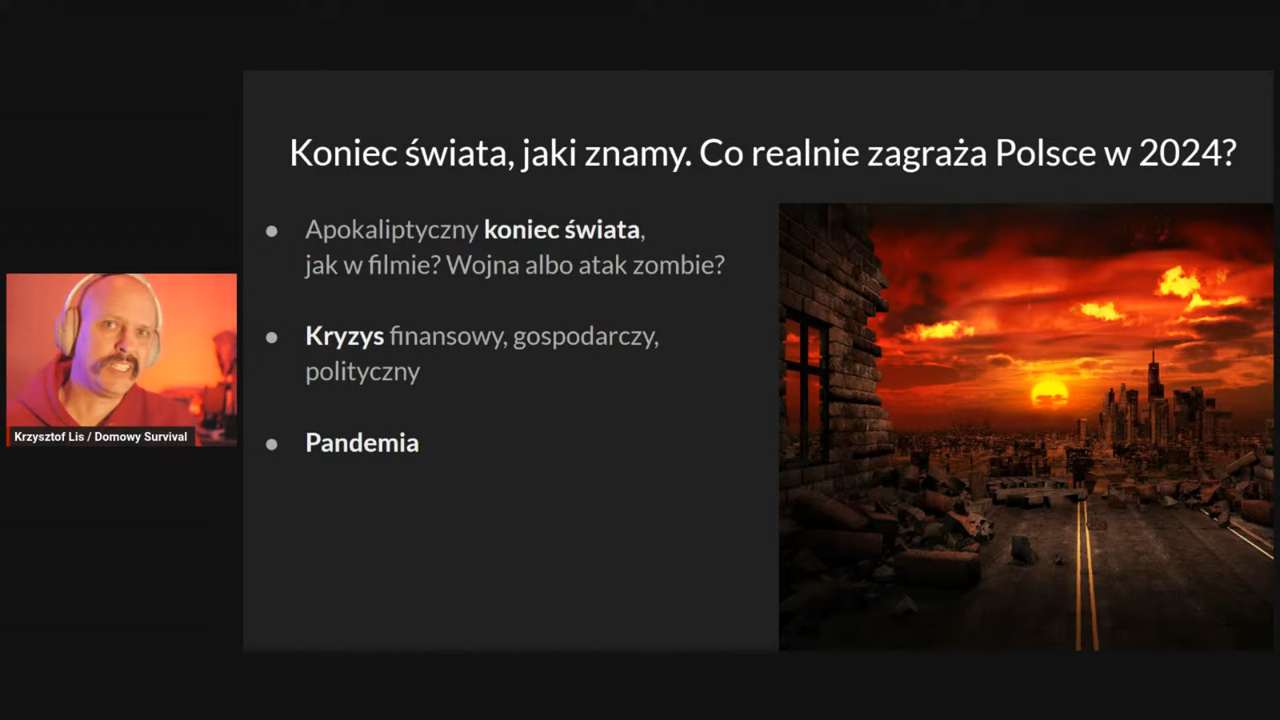 Koniec świata, jaki znamy. Co realnie zagraża Polsce w 2024?
● Apokaliptyczny koniec świata,
jak w filmie? Wojna albo atak zombie?
● Kryzys finansowy, gospodarczy,
polityczny
● Pandemia
Krzysztof Lis / Domowy Survival